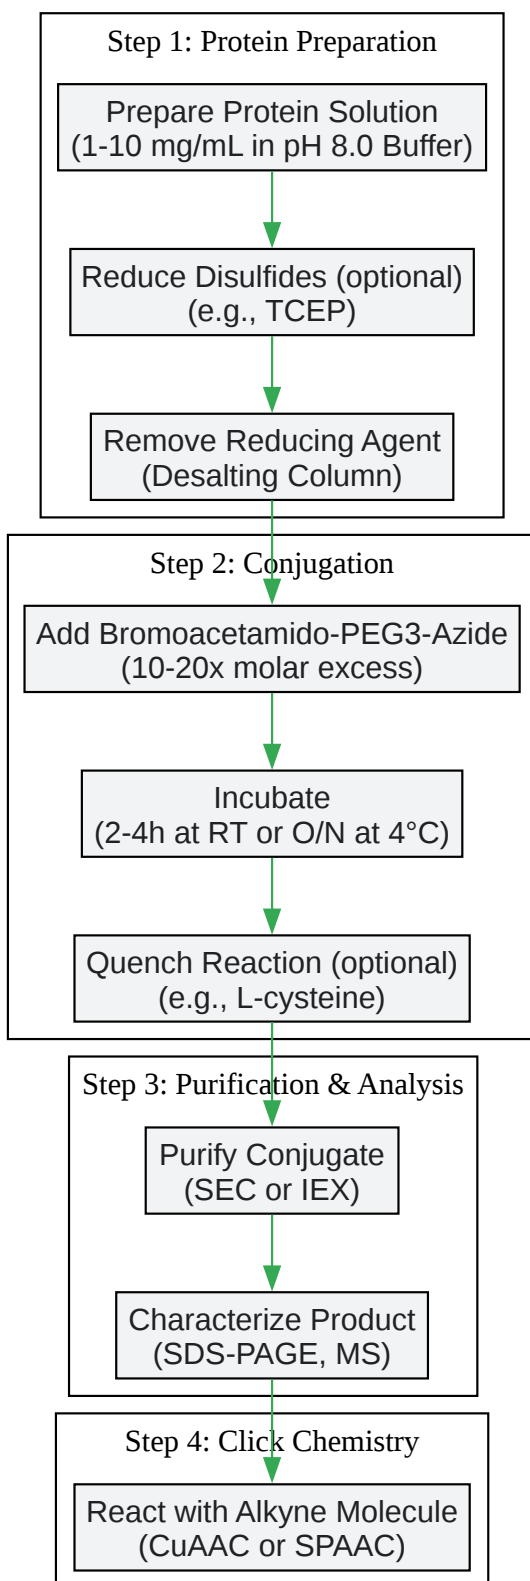 Step 1: Protein Preparation
Prepare Protein Solution
(1-10 mg/mL in pH 8.0 Buffer)
Reduce Disulfides (optional)
(e.g., TCEP)
Remove Reducing Agent
(Desalting Column)
Step 2: Conjugation
Add Bromoacetamido-PEG3-Azide
(10-20x molar excess)
Incubate
(2-4h at RT or O/N at 4°C)
Quench Reaction (optional)
(e.g., L-cysteine)
Step 3: Purification & Analysis
Purify Conjugate
(SEC or IEX)
Characterize Product
(SDS-PAGE, MS)
Step 4: Click Chemistry
React with Alkyne Molecule
(CuAAC or SPAAC)